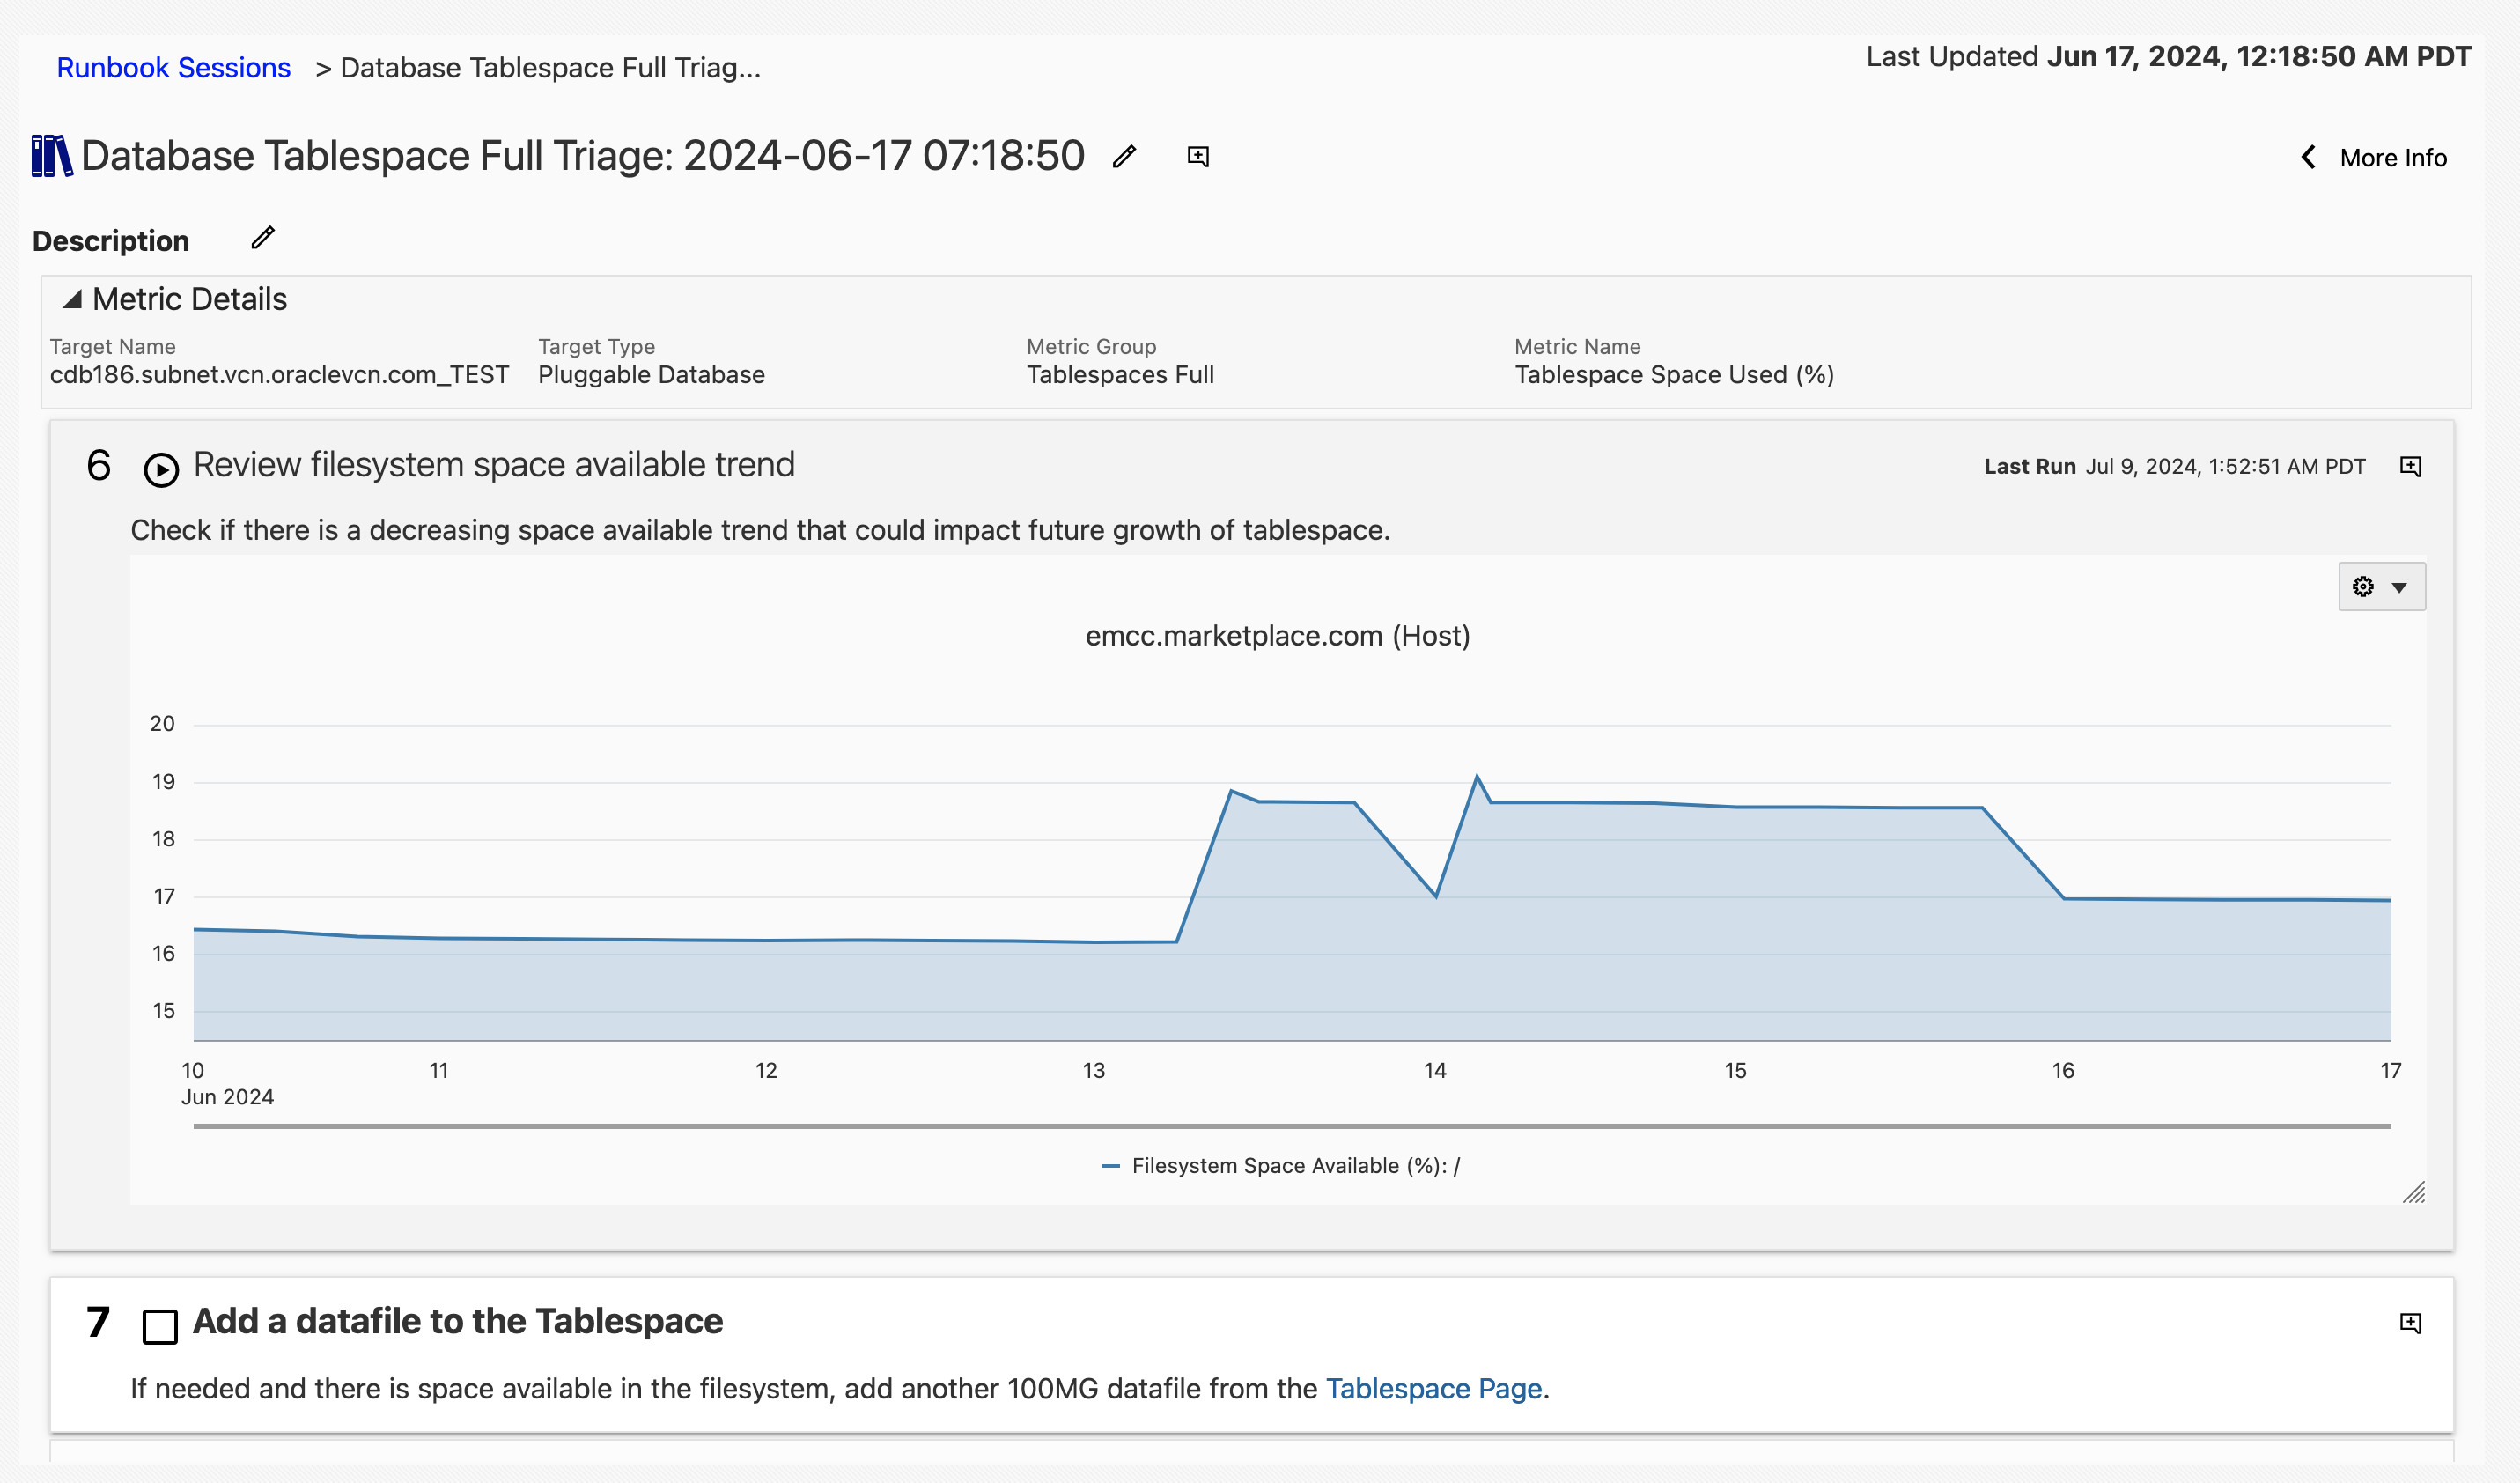 Runbook Sessions > Database Tablespace Full Triag...
Last Updated Jun 17, 2024, 12:18:50 AM PDT
Database Tablespace Full Triage: 2024-06-17 07:18:50
More Info
Description
Metric Details
Target Name Target Type Metric Group Metric Name
cdb186.subnet.vcn.oraclevcn.com_TEST Pluggable Database Tablespaces Full Tablespace Space Used (%)
6 Review filesystem space available trend
Last Run Jul 9, 2024, 1:52:51 AM PDT
Check if there is a decreasing space available trend that could impact future growth of tablespace.
emcc.marketplace.com (Host)
20
19
18
17
16
15
10 11 12 13 14 15 16 17
Jun 2024
Filesystem Space Available (%): /
7 Add a datafile to the Tablespace
If needed and there is space available in the filesystem, add another 100MG datafile from the Tablespace Page.